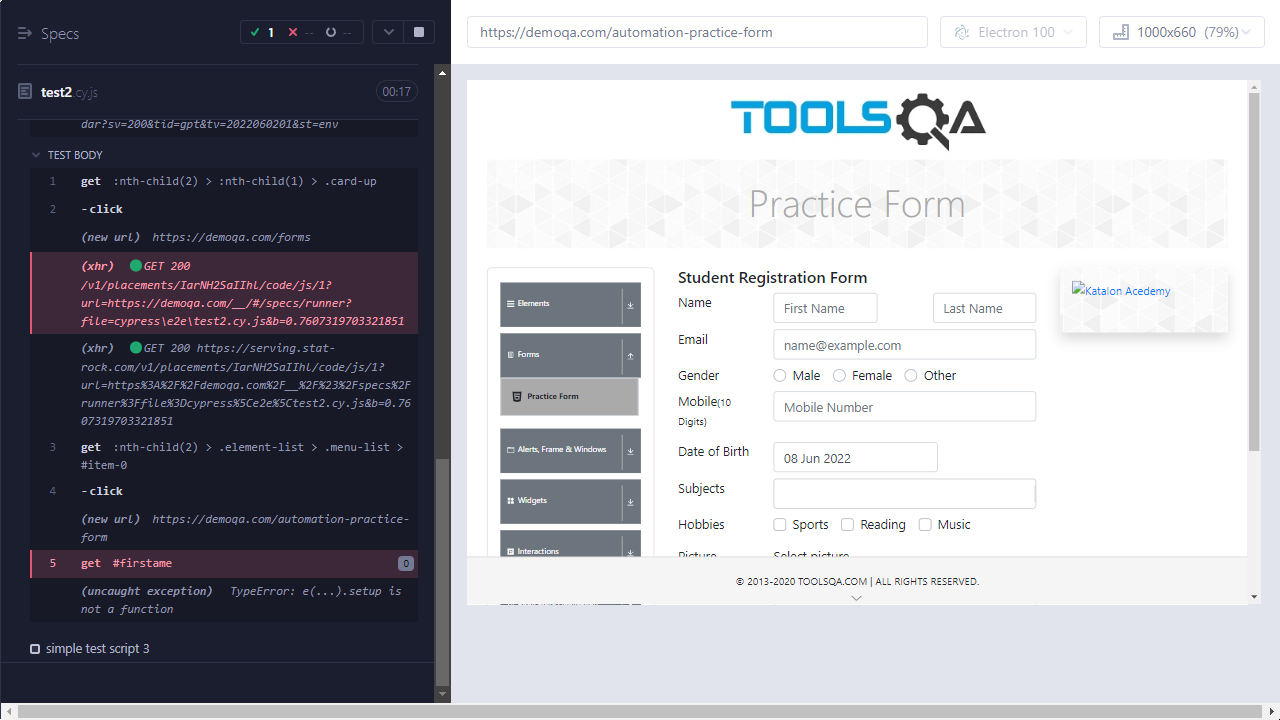 Specs
1
--
--
test2.cy.js
00:17
dar?sv=200&tid=gpt&tv=2022060201&st=env
TEST BODY
1 get :nth-child(2) > :nth-child(1) > .card-up
2 -click
(new url) https://demoqa.com/forms
(xhr) GET 200
/v1/placements/IarNH2SaIIhl/code/js/1?
url=https://demoqa.com/__/#/specs/runner?
file=cypress\e2e\test2.cy.js&b=0.7607319703321851
(xhr) GET 200 https://serving.stat-
rock.com/v1/placements/IarNH2SaIIhl/code/js/1?
url=https%3A%2F%2Fdemoqa.com%2F__%2F%23%2Fspecs%2F
runner%3Ffile%3Dcypress%5Ce2e%5Ctest2.cy.js&b=0.76
07319703321851
3 get :nth-child(2) > .element-list > .menu-list >
#item-0
4 -click
(new url) https://demoqa.com/automation-practice-
form
5 get #firstame 0
(uncaught exception) TypeError: e(...).setup is
not a function
simple test script 3
https://demoqa.com/automation-practice-form
Electron 100
1000x660 (79%)
TOOLSQA
Practice Form
Elements
Forms
Practice Form
Alerts, Frame & Windows
Widgets
Interactions
Student Registration Form
Name
First Name
Last Name
Email
name@example.com
Gender
Male
Female
Other
Mobile(10
Digits)
Mobile Number
Date of Birth
08 Jun 2022
Subjects
Hobbies
Sports
Reading
Music
Picture
Select picture
Katalon Acedemy
© 2013-2020 TOOLSQA.COM | ALL RIGHTS RESERVED.